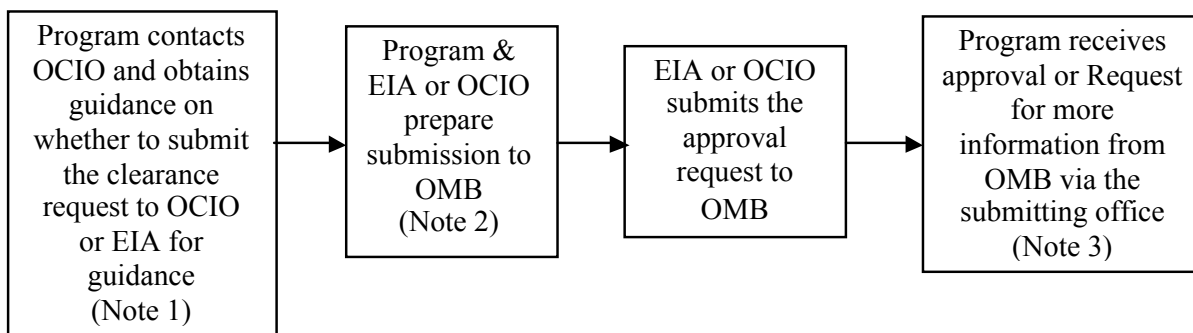 Program contacts
OCIO and obtains
guidance on
whether to submit
the clearance
request to OCIO
or EIA for
guidance
(Note 1)
Program &
EIA or OCIO
prepare
submission to
OMB
(Note 2)
EIA or OCIO
submits the
approval
request to
OMB
Program receives
approval or Request
for more
information from
OMB via the
submitting office
(Note 3)